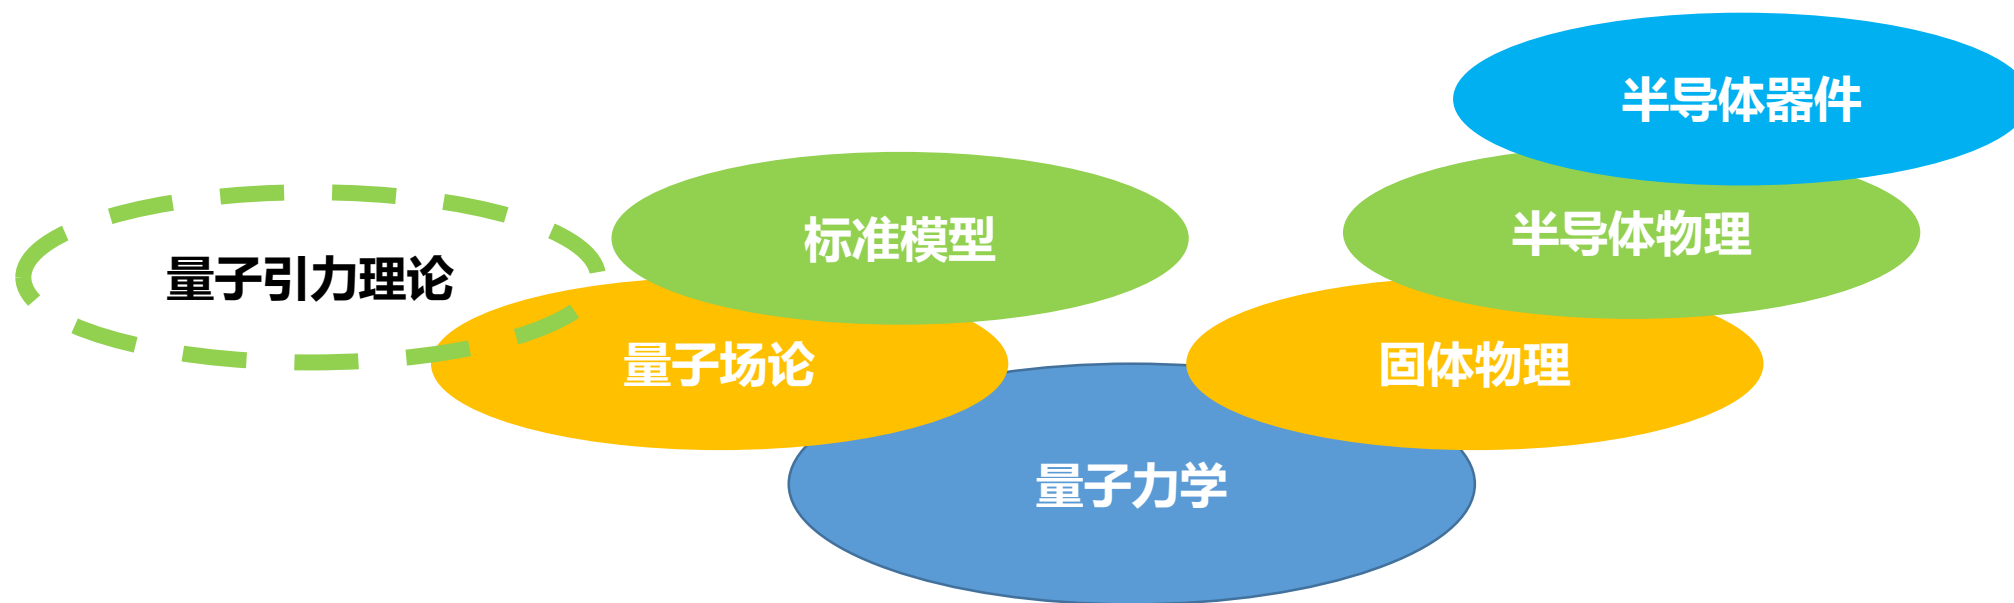 半导体器件
标准模型
半导体物理
量子引力理论
量子场论
固体物理
量子力学